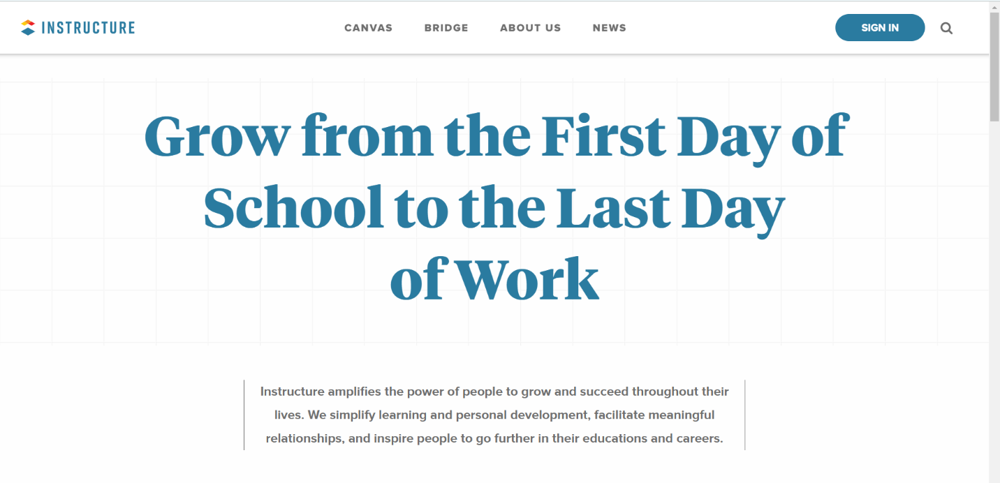 INSTRUCTURE
CANVAS BRIDGE ABOUT US NEWS
SIGN IN
Grow from the First Day of
School to the Last Day
of Work
Instructure amplifies the power of people to grow and succeed throughout their
lives. We simplify learning and personal development, facilitate meaningful
relationships, and inspire people to go further in their educations and careers.